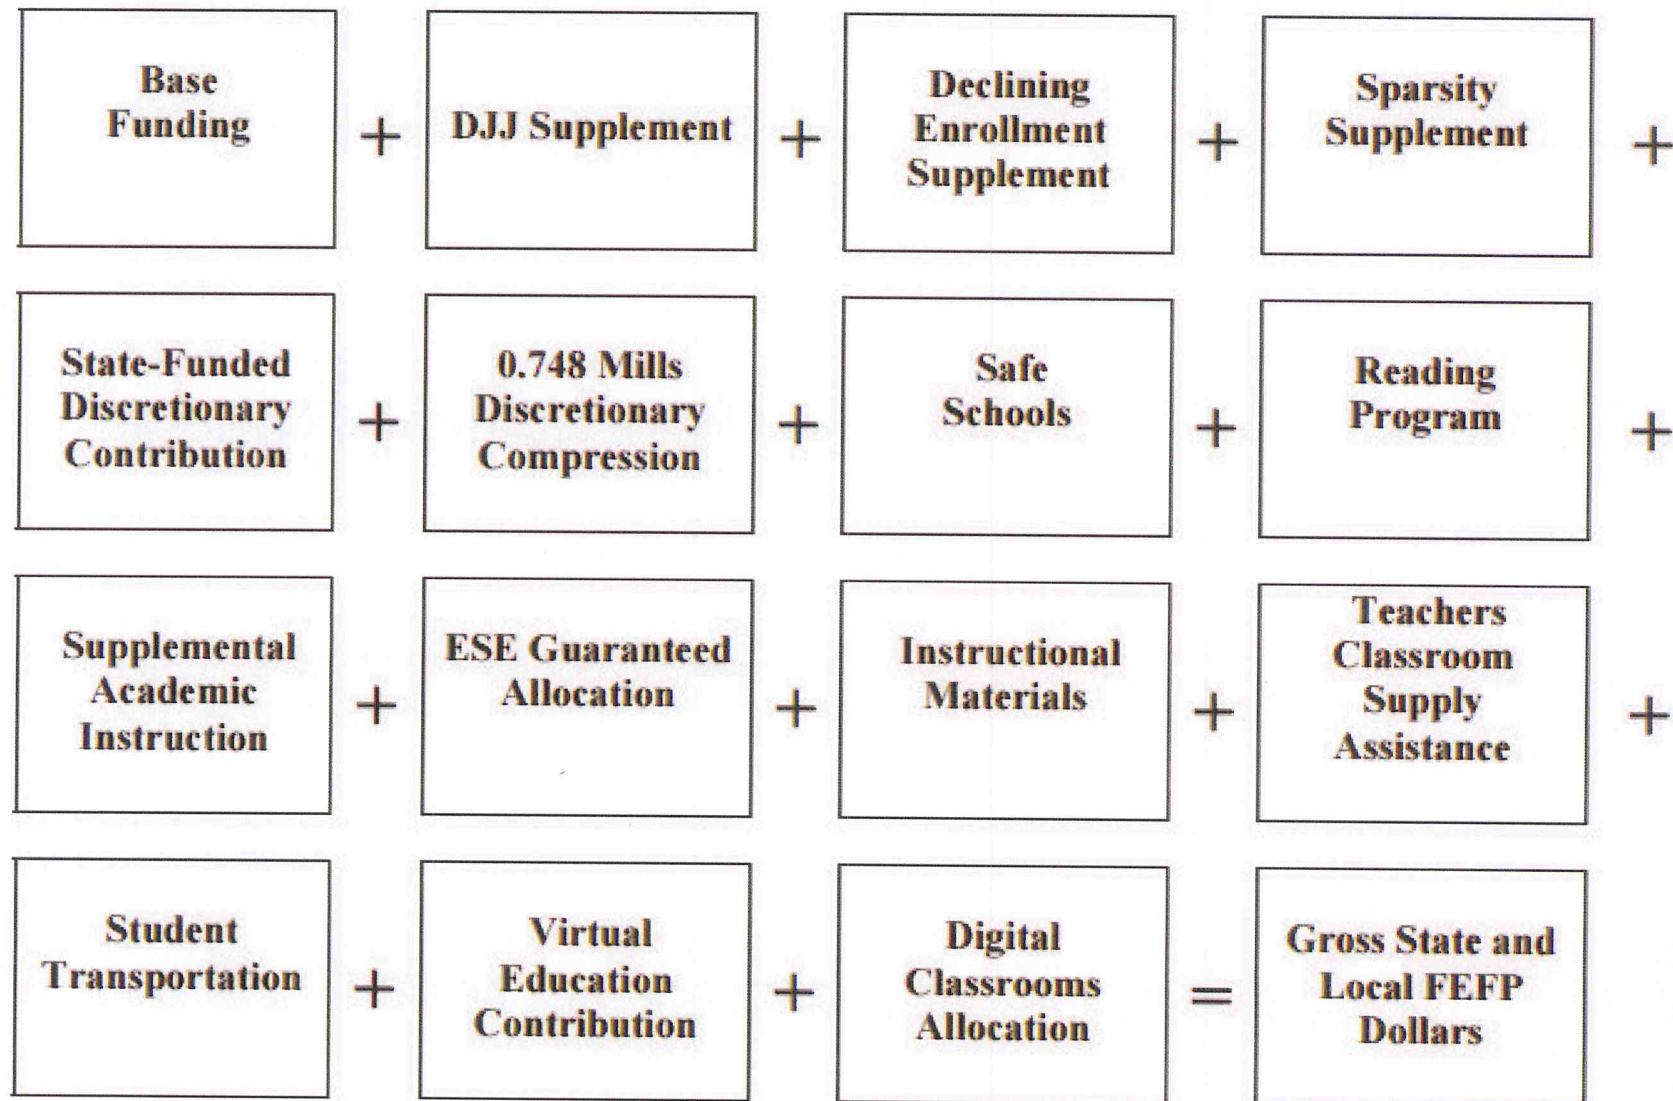 Base
Funding
+
DJJ Supplement
+
Declining
Enrollment
Supplement
+
Sparsity
Supplement
+
State-Funded
Discretionary
Contribution
+
0.748 Mills
Discretionary
Compression
+
Safe
Schools
+
Reading
Program
+
Supplemental
Academic
Instruction
+
ESE Guaranteed
Allocation
+
Instructional
Materials
+
Teachers
Classroom
Supply
Assistance
+
Student
Transportation
+
Virtual
Education
Contribution
+
Digital
Classrooms
Allocation
=
Gross State and
Local FEFP
Dollars